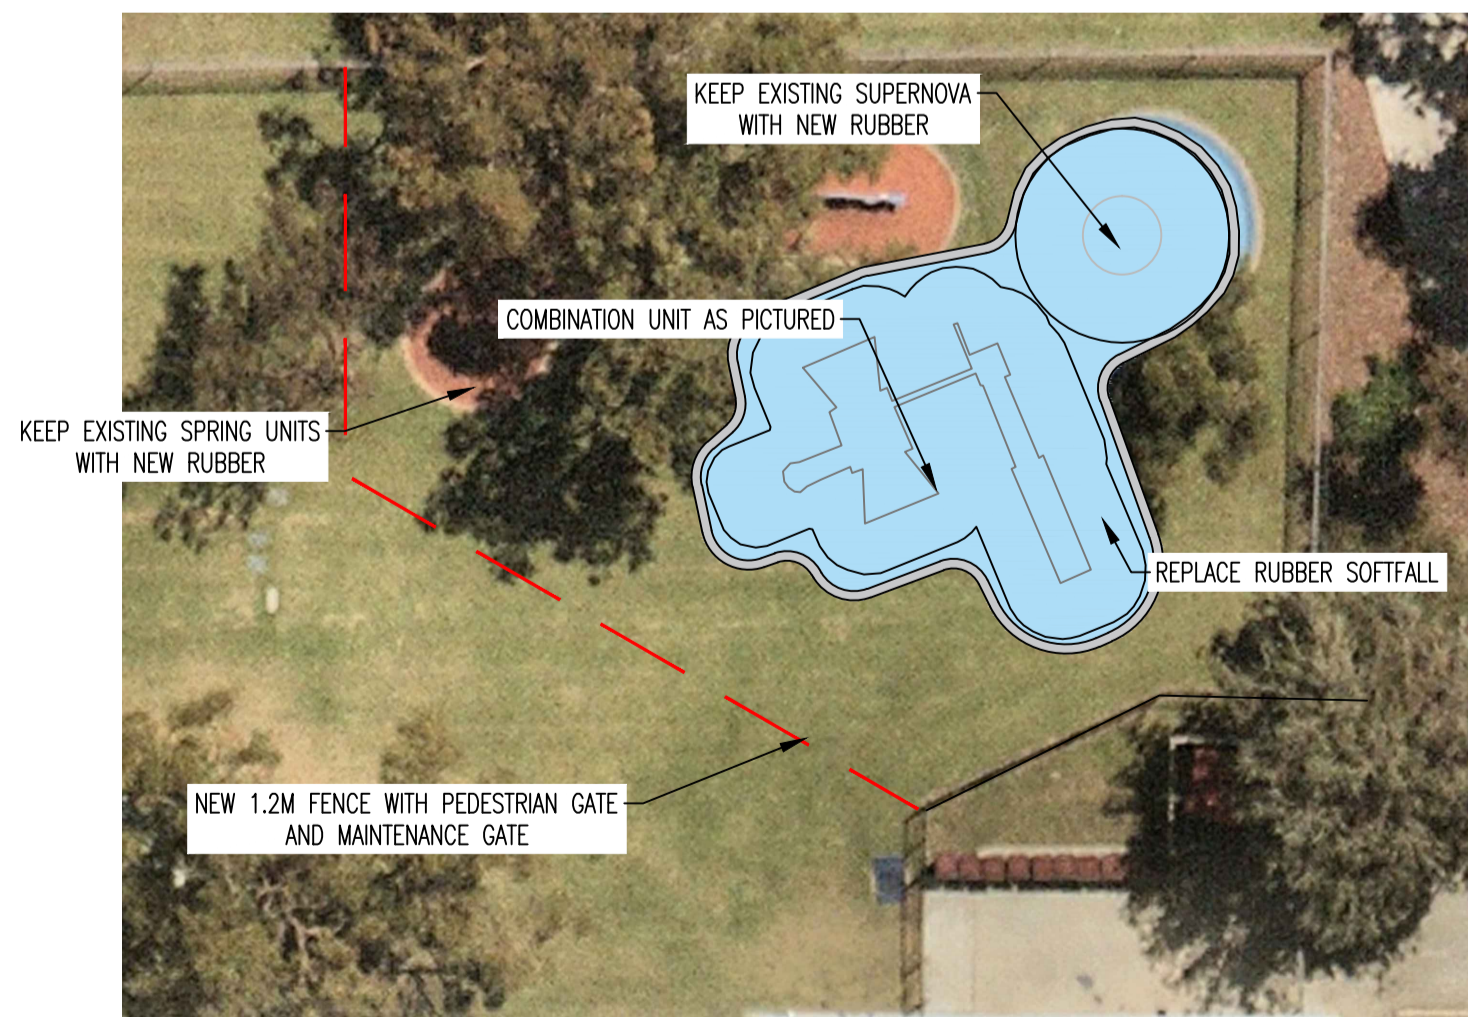 KEEP EXISTING SUPERNOVA
WITH NEW RUBBER
COMBINATION UNIT AS PICTURED
KEEP EXISTING SPRING UNITS
WITH NEW RUBBER
REPLACE RUBBER SOFTFALL
NEW 1.2M FENCE WITH PEDESTRIAN GATE
AND MAINTENANCE GATE